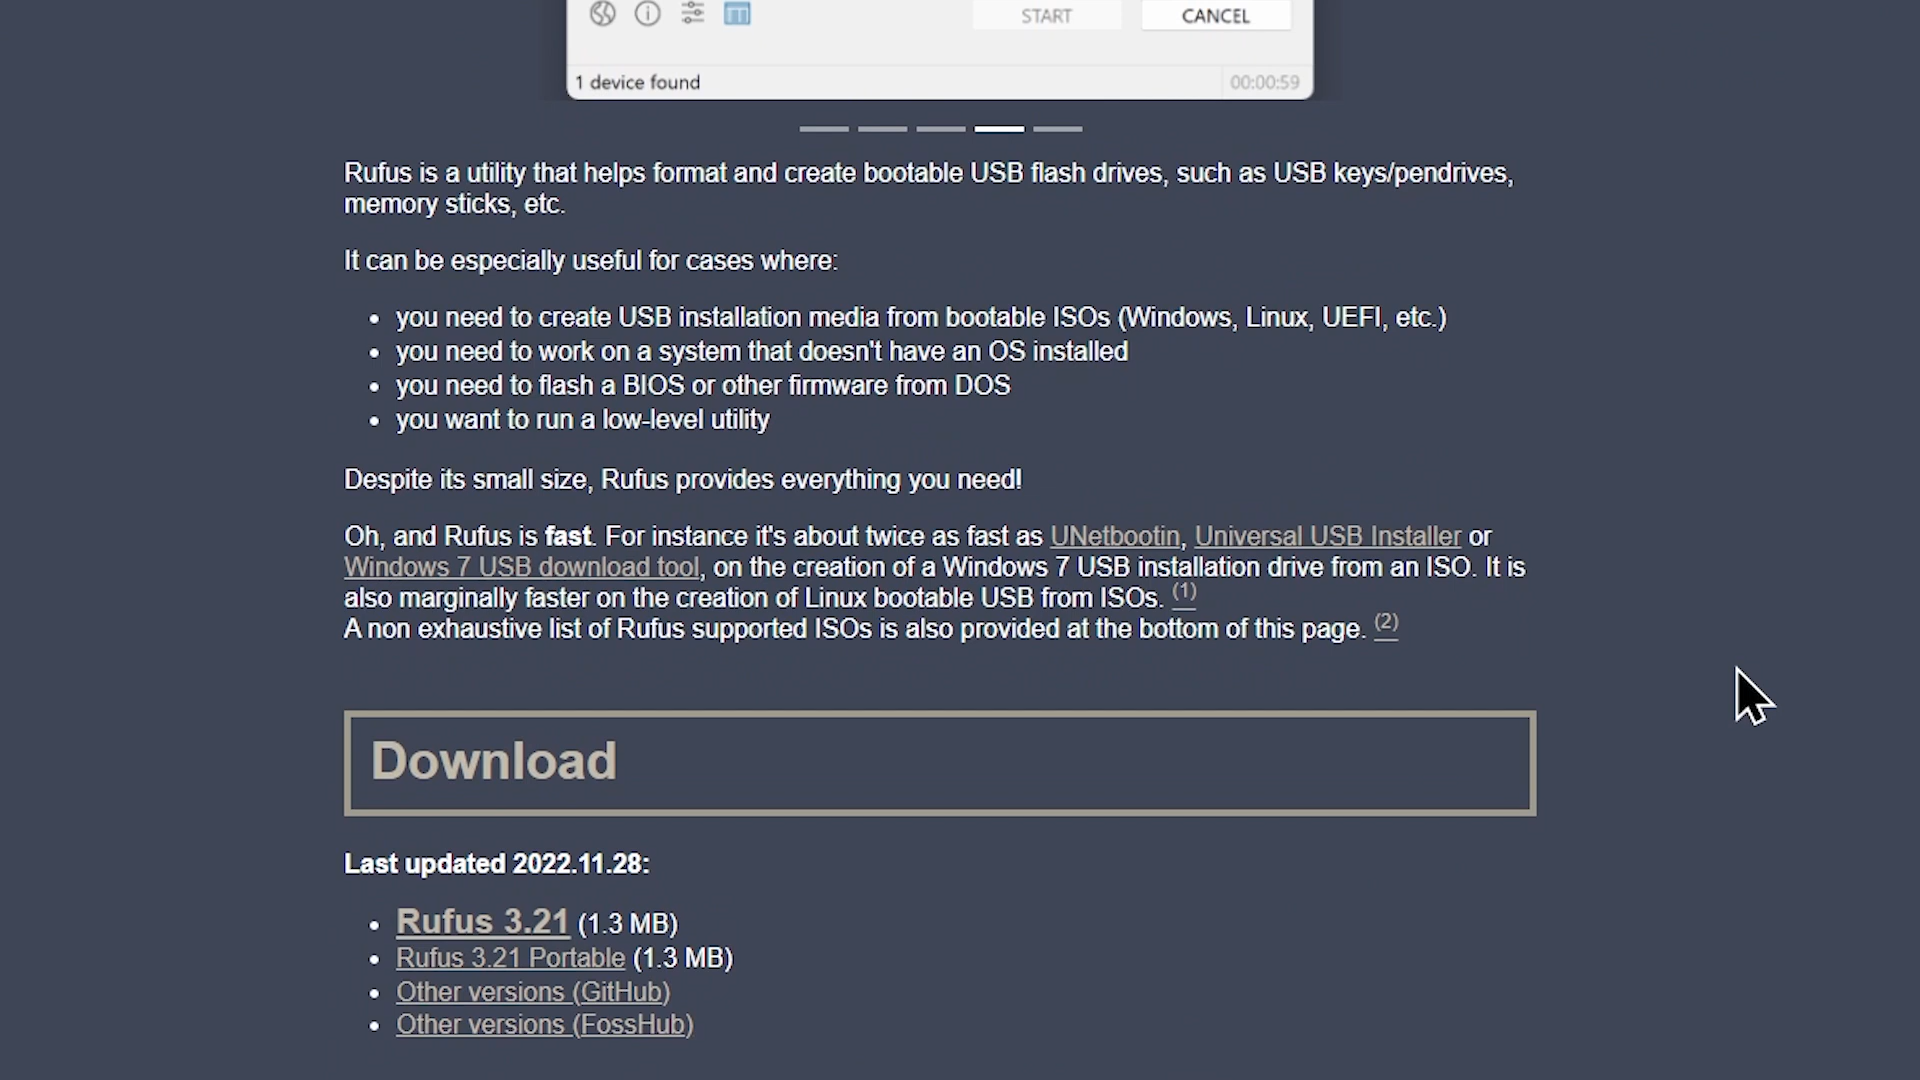 START CANCEL
1 device found 00:00:59
Rufus is a utility that helps format and create bootable USB flash drives, such as USB keys/pendrives,
memory sticks, etc.
It can be especially useful for cases where:
• you need to create USB installation media from bootable ISOs (Windows, Linux, UEFI, etc.)
• you need to work on a system that doesn't have an OS installed
• you need to flash a BIOS or other firmware from DOS
• you want to run a low-level utility
Despite its small size, Rufus provides everything you need!
Oh, and Rufus is fast. For instance it's about twice as fast as UNetbootin, Universal USB Installer or
Windows 7 USB download tool, on the creation of a Windows 7 USB installation drive from an ISO. It is
also marginally faster on the creation of Linux bootable USB from ISOs. (1)
A non exhaustive list of Rufus supported ISOs is also provided at the bottom of this page. (2)
Download
Last updated 2022.11.28:
• Rufus 3.21 (1.3 MB)
• Rufus 3.21 Portable (1.3 MB)
• Other versions (GitHub)
• Other versions (FossHub)